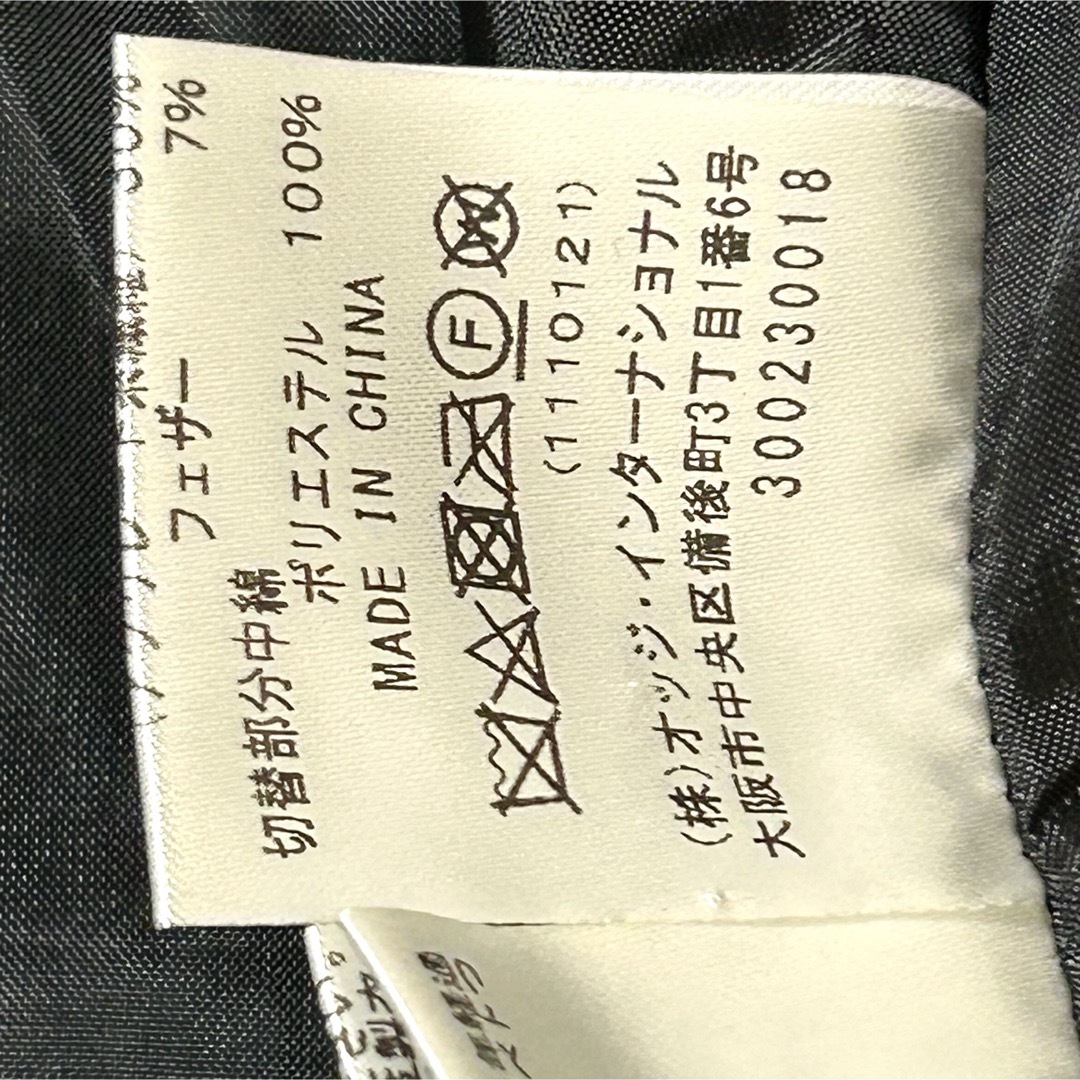 フェザー 7%
切替部分中綿
ポリエステル 100%
MADE IN CHINA
F W
(1110121)
(株)オッジ・インターナショナル
大阪市中央区備後町3丁目1番6号
300230018